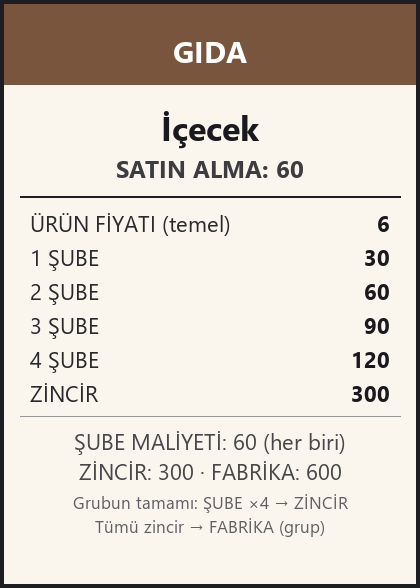 GIDA
İçecek
SATIN ALMA: 60
ÜRÜN FİYATI (temel) 6
1 ŞUBE 30
2 ŞUBE 60
3 ŞUBE 90
4 ŞUBE 120
ZİNCİR 300
ŞUBE MALİYETİ: 60 (her biri)
ZİNCİR: 300 · FABRİKA: 600
Grubun tamamı: ŞUBE ×4 → ZİNCİR
Tümü zincir → FABRİKA (grup)